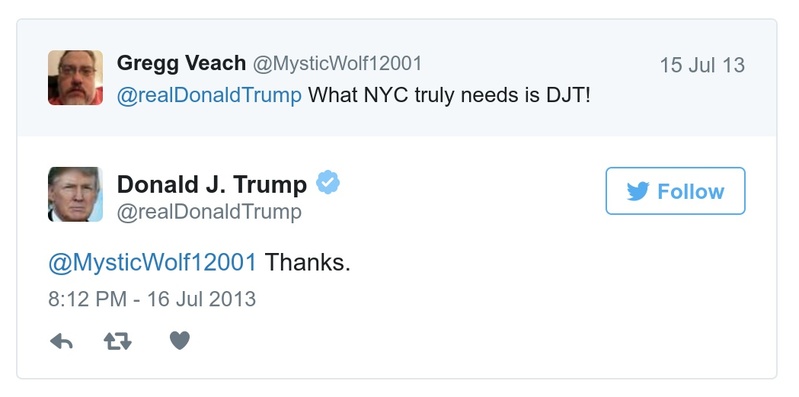 Gregg Veach @MysticWolf12001 15 Jul 13
@realDonaldTrump What NYC truly needs is DJT!
Donald J. Trump
@realDonaldTrump
Follow
@MysticWolf12001 Thanks.
8:12 PM - 16 Jul 2013